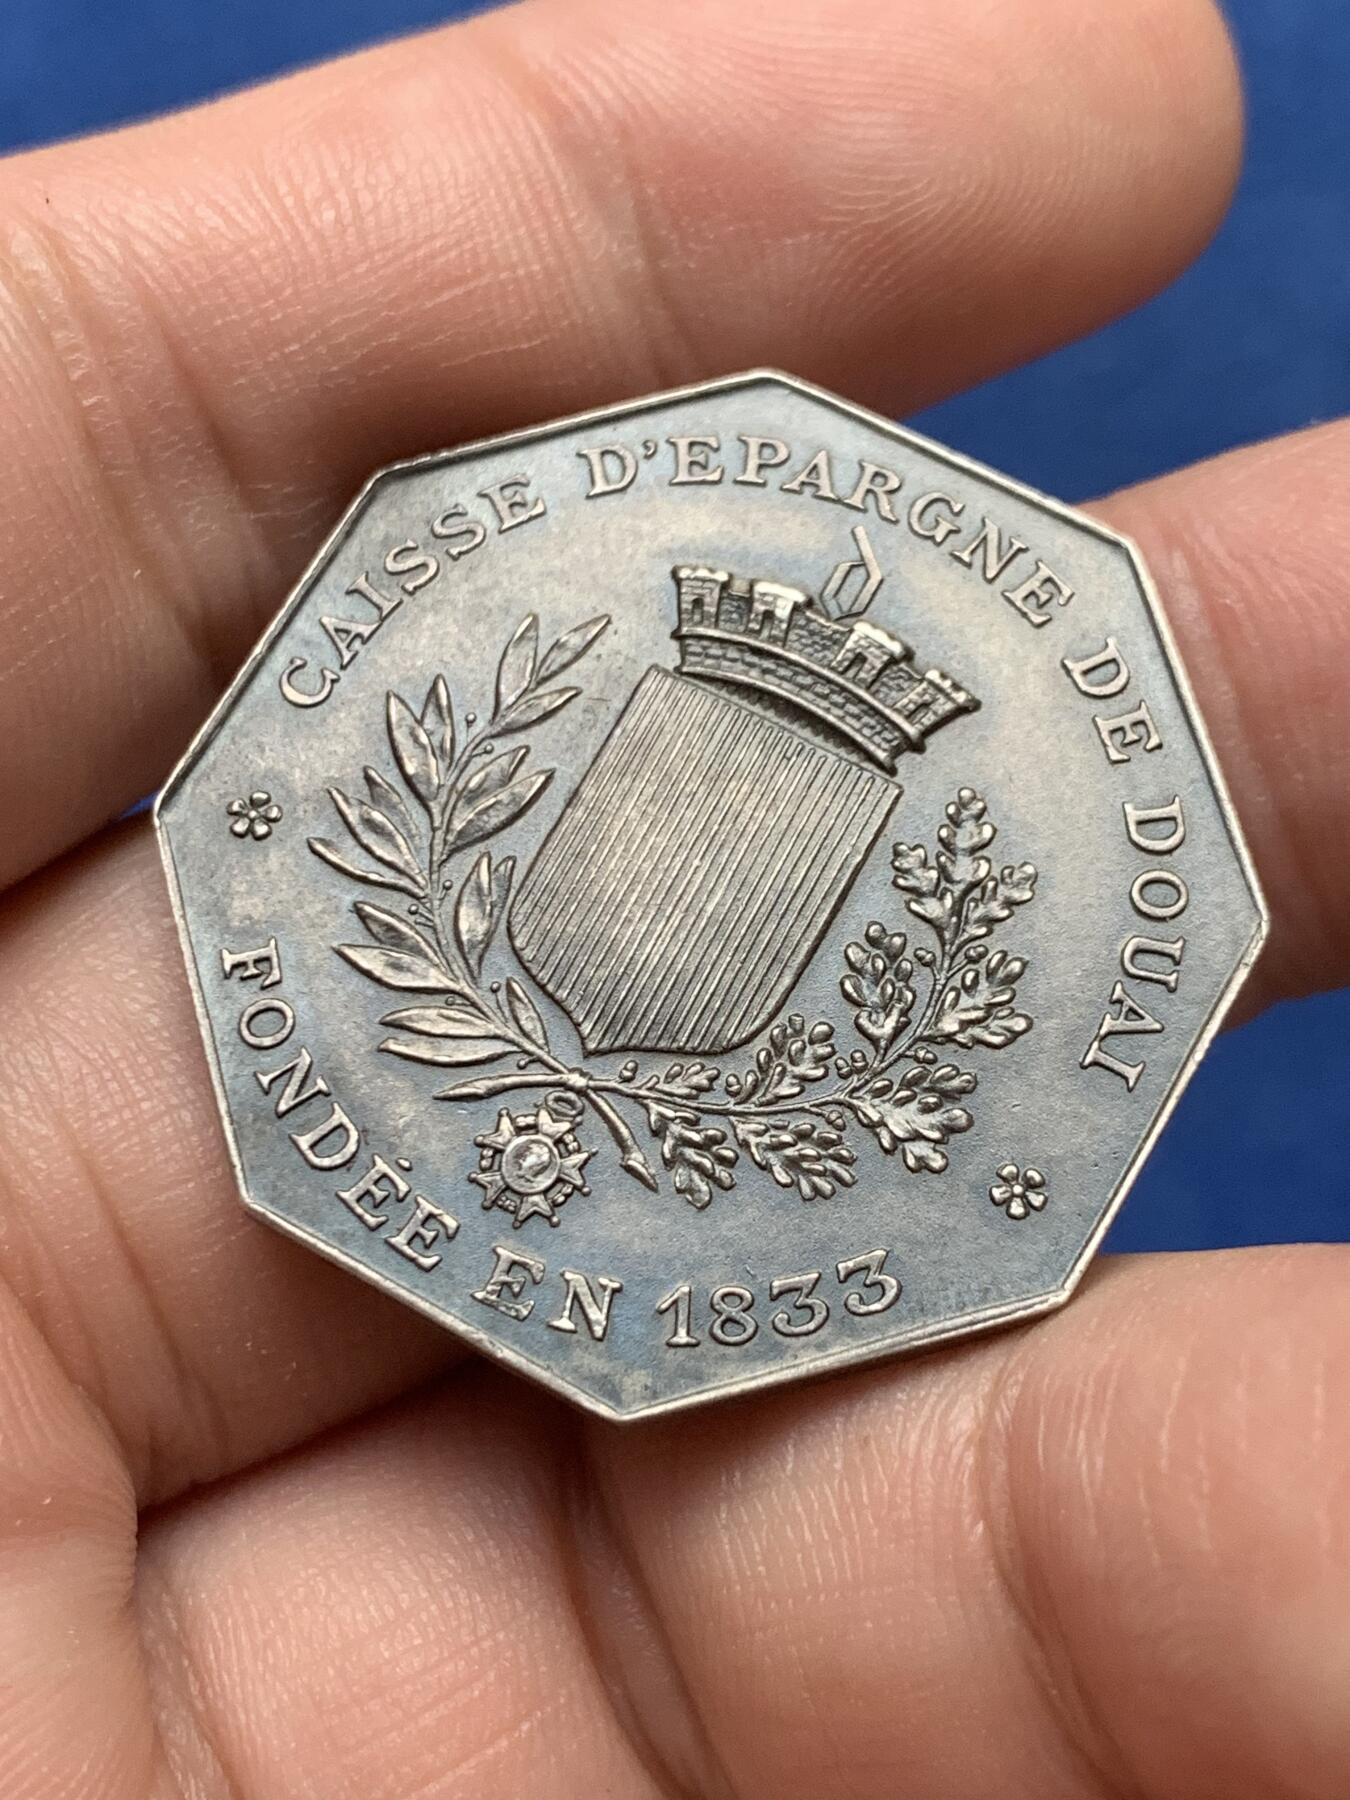 CAISSE D'EPARGNE DE DOUAI
FONDÉE EN 1833